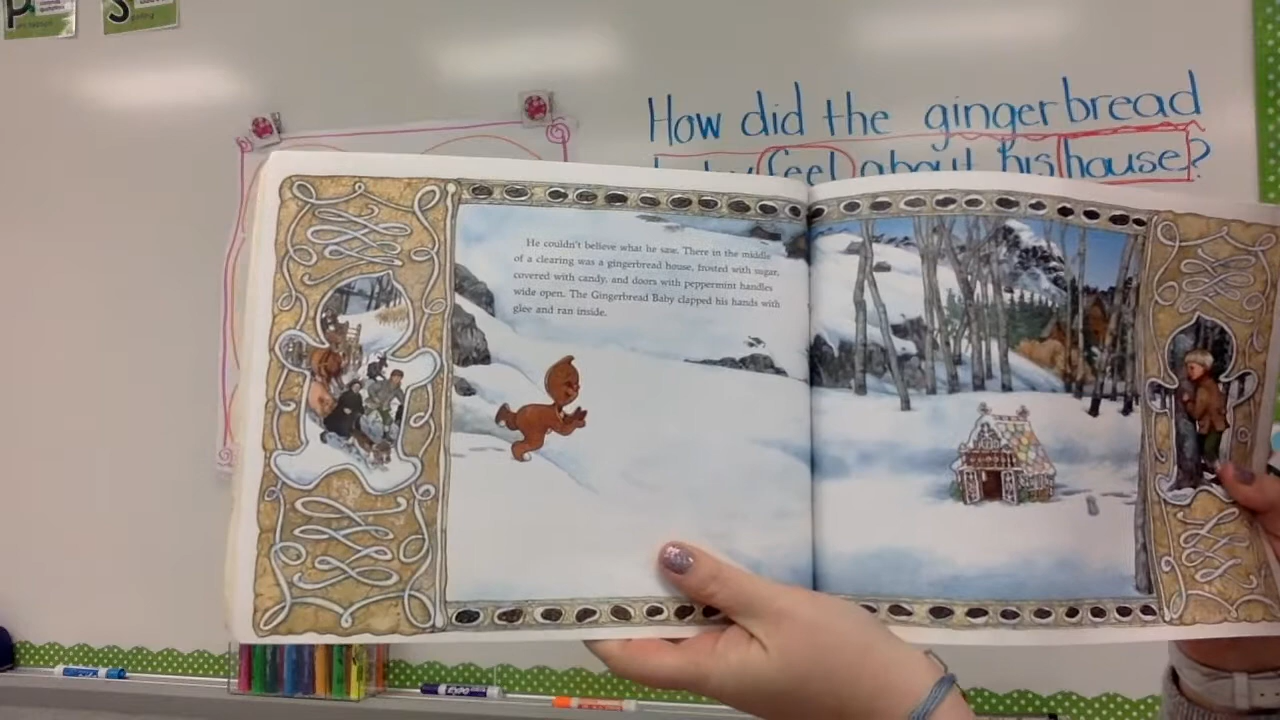 P
S
How did the gingerbread
feel about his house?
He couldn't believe what he saw. There in the middle
of a clearing was a gingerbread house, frosted with sugar,
covered with candy, and doors with peppermint handles
wide open. The Gingerbread Baby clapped his hands with
glee and ran inside.
EXPO